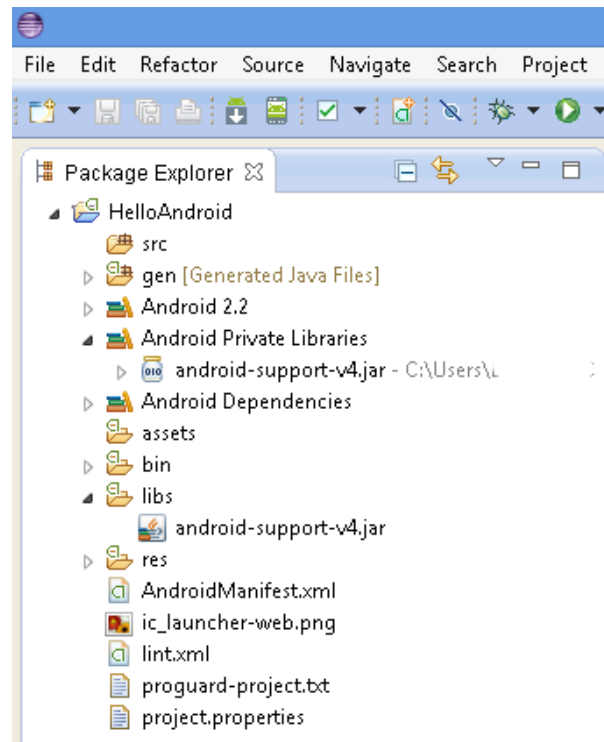 File Edit Refactor Source Navigate Search Project
Package Explorer
HelloAndroid
src
gen [Generated Java Files]
Android 2.2
Android Private Libraries
android-support-v4.jar - C:\Users\
Android Dependencies
assets
bin
libs
android-support-v4.jar
res
AndroidManifest.xml
ic_launcher-web.png
lint.xml
proguard-project.txt
project.properties